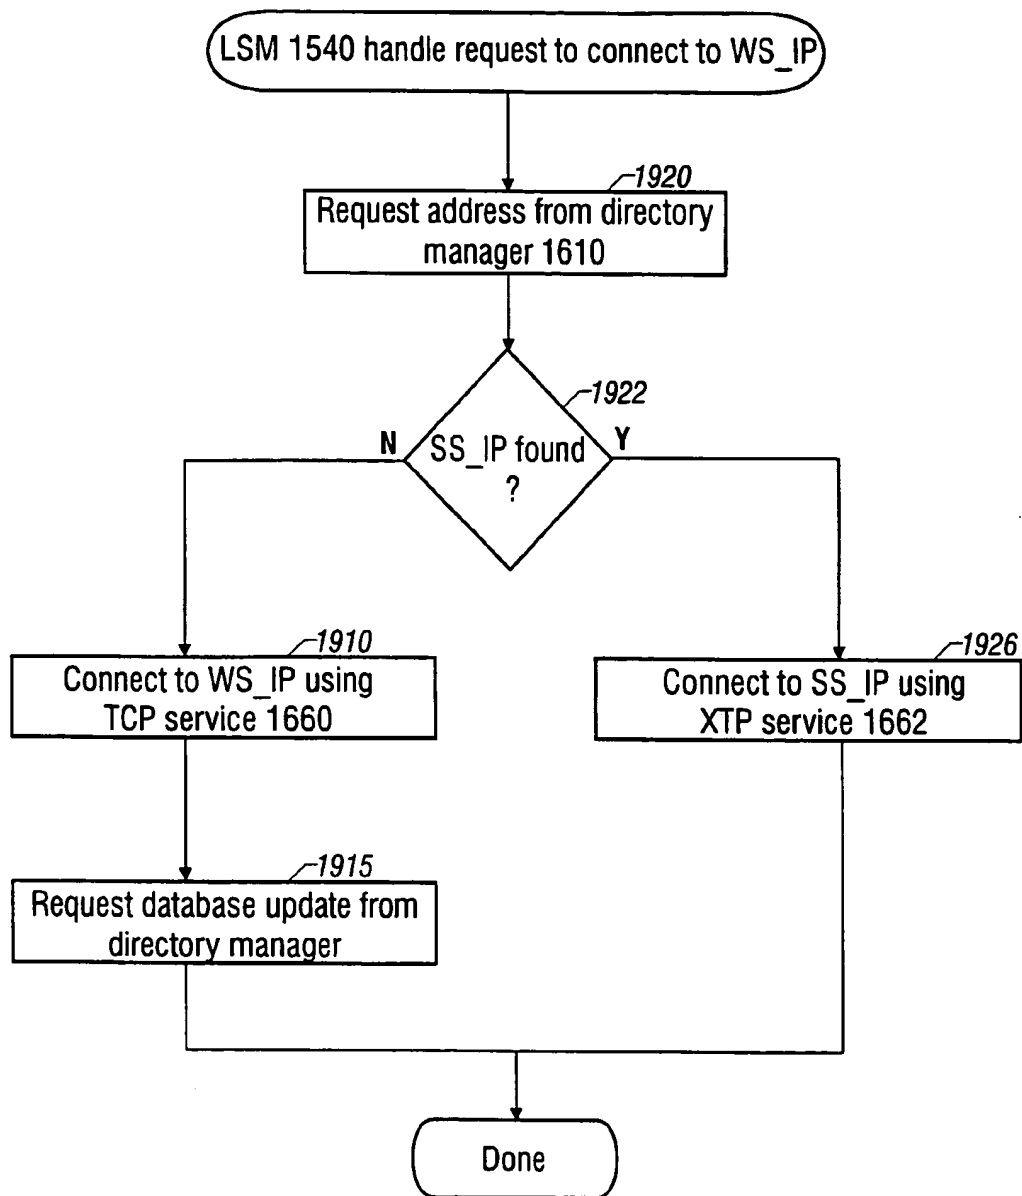 LSM 1540 handle request to connect to WS_IP
1920
Request address from directory
manager 1610
1922
N
SS_IP found
?
Y
1910
Connect to WS_IP using
TCP service 1660
1926
Connect to SS_IP using
XTP service 1662
1915
Request database update from
directory manager
Done